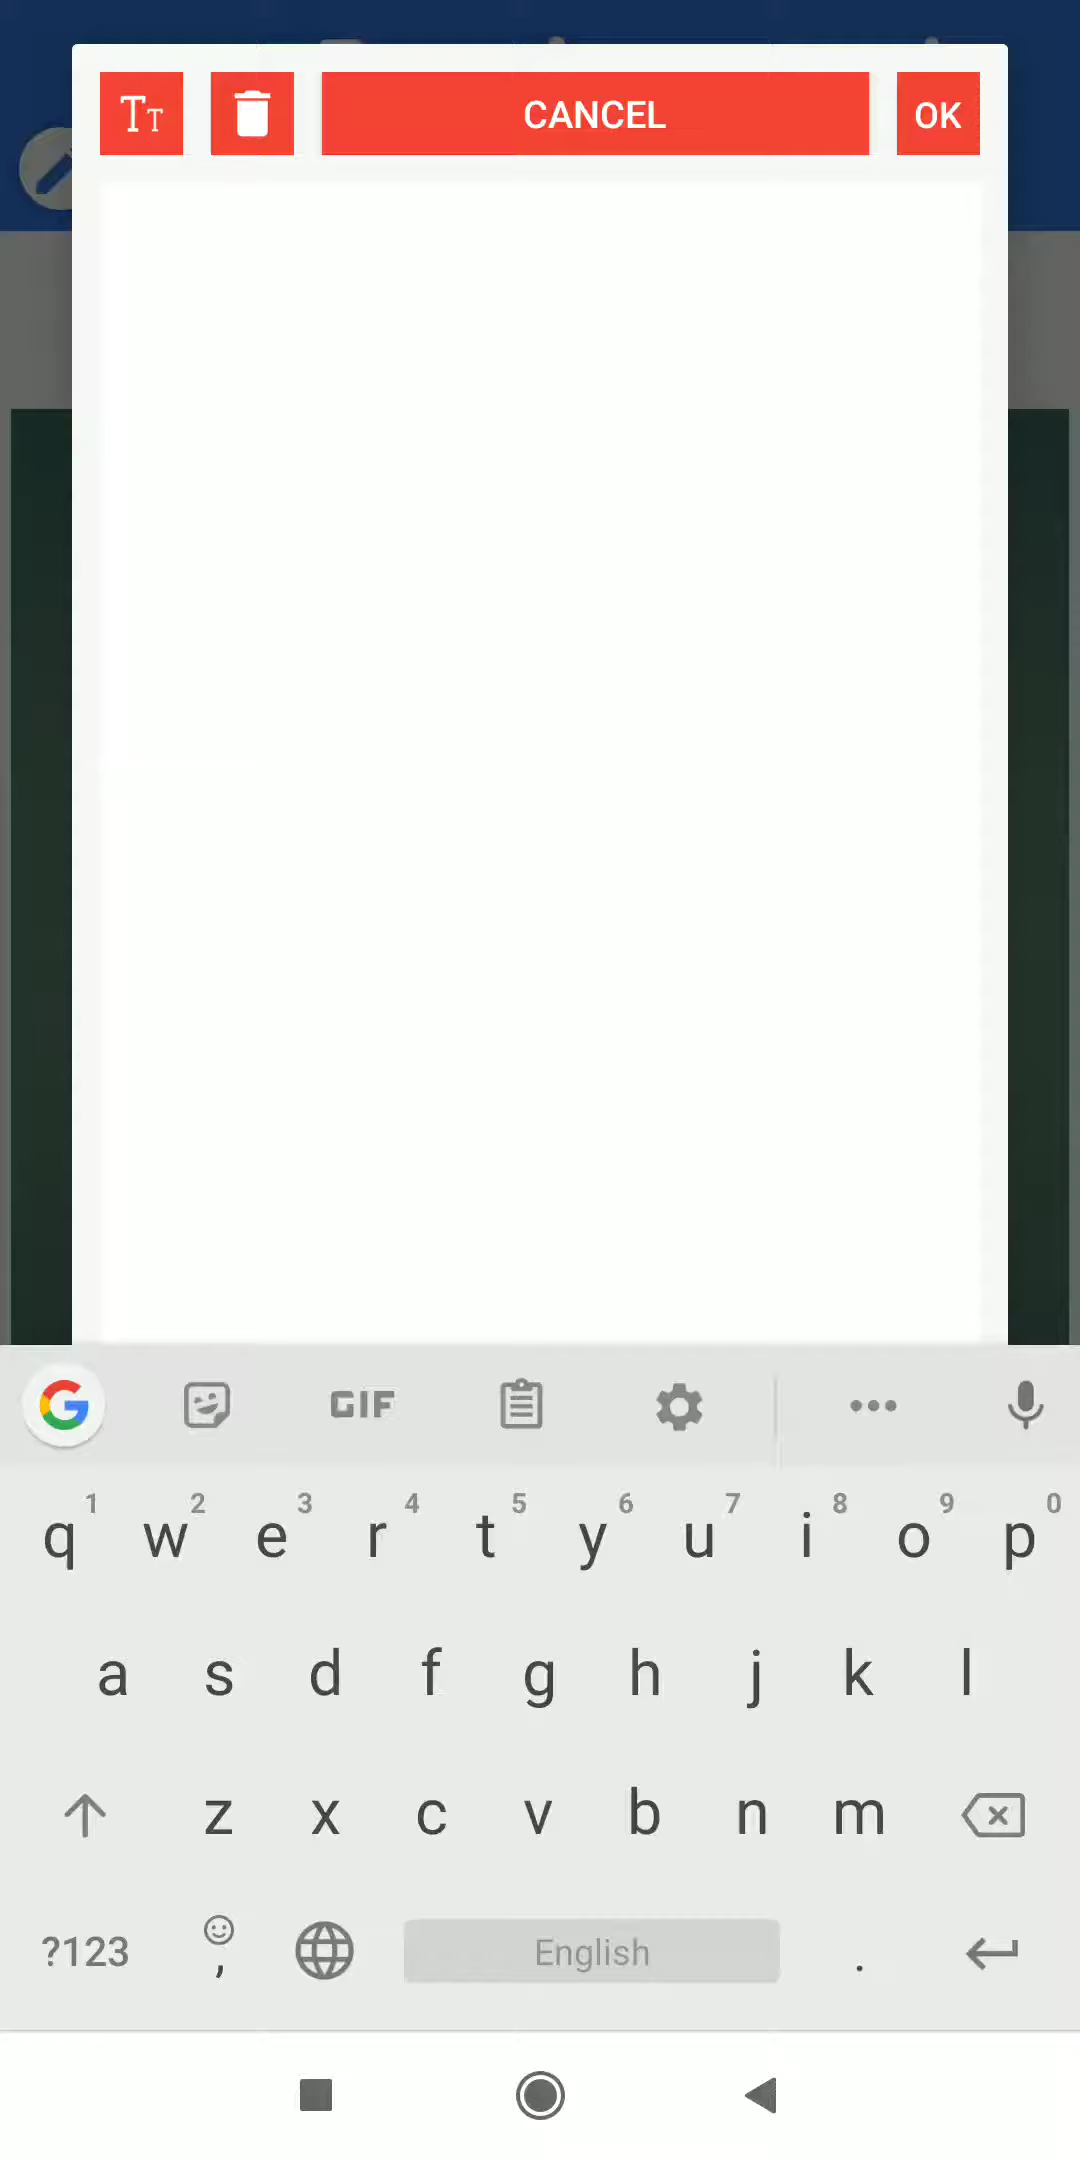 TT
CANCEL
OK
GIF
1 2 3 4 5 6 7 8 9 0
q w e r t y u i o p
a s d f g h j k l
z x c v b n m
?123 , English .